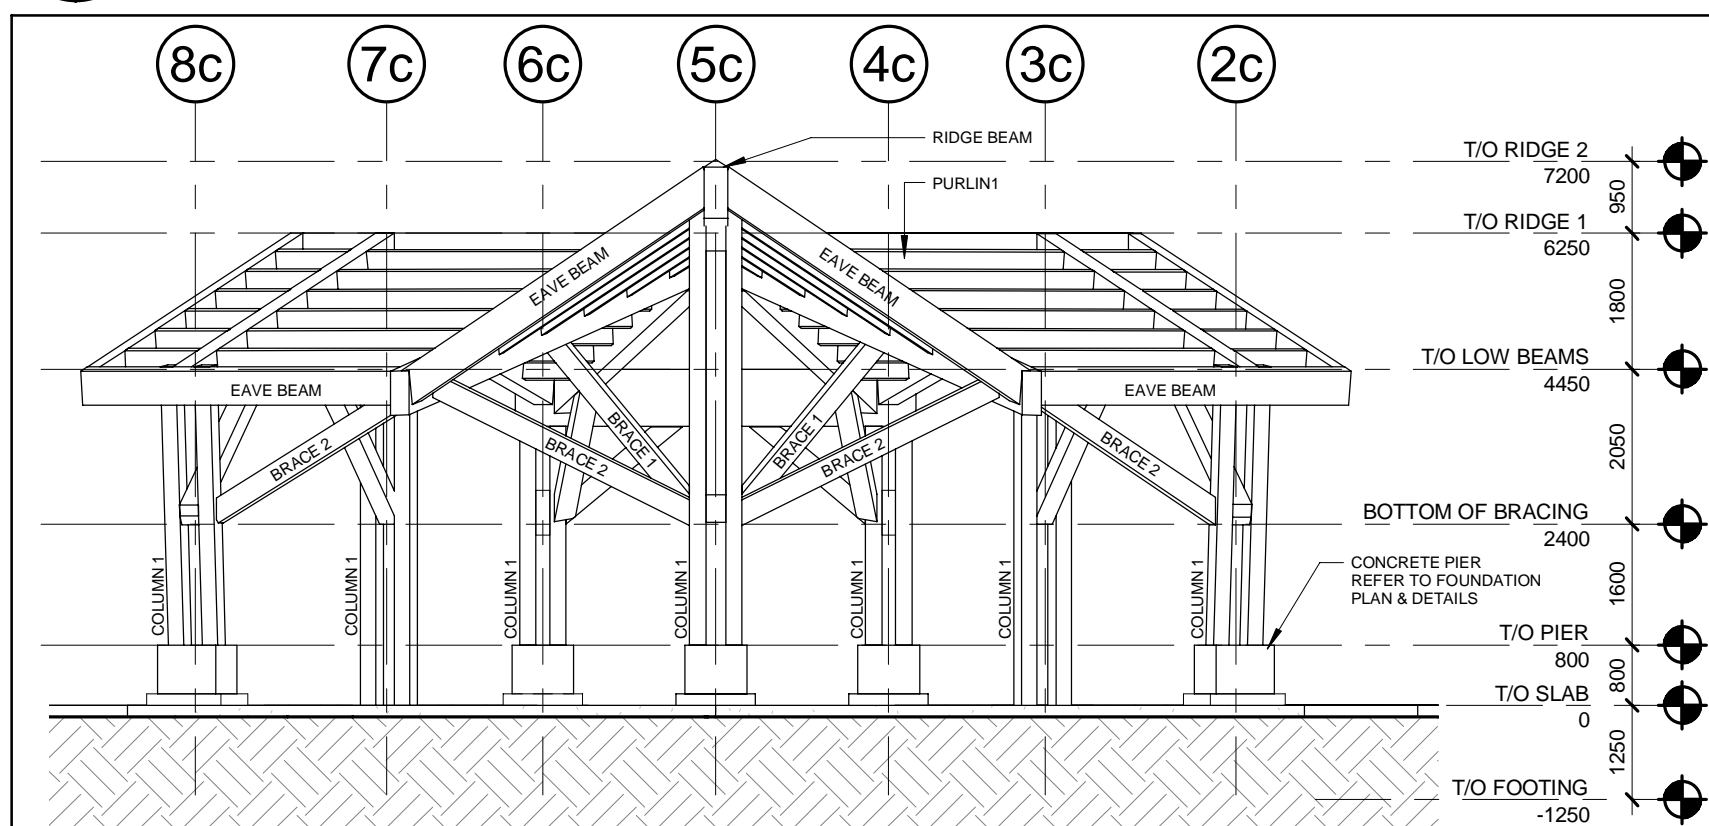 8c
7c
6c
5c
4c
3c
2c
RIDGE BEAM
PURLIN1
T/O RIDGE 2
7200
950
T/O RIDGE 1
6250
1800
EAVE BEAM
EAVE BEAM
T/O LOW BEAMS
4450
EAVE BEAM
EAVE BEAM
2050
BRACE 2
BRACE 2
BRACE 1
BRACE 1
BRACE 2
BRACE 2
BOTTOM OF BRACING
2400
1600
COLUMN 1
COLUMN 1
COLUMN 1
COLUMN 1
COLUMN 1
COLUMN 1
COLUMN 1
CONCRETE PIER
REFER TO FOUNDATION
PLAN & DETAILS
T/O PIER
800
800
T/O SLAB
0
1250
T/O FOOTING
-1250